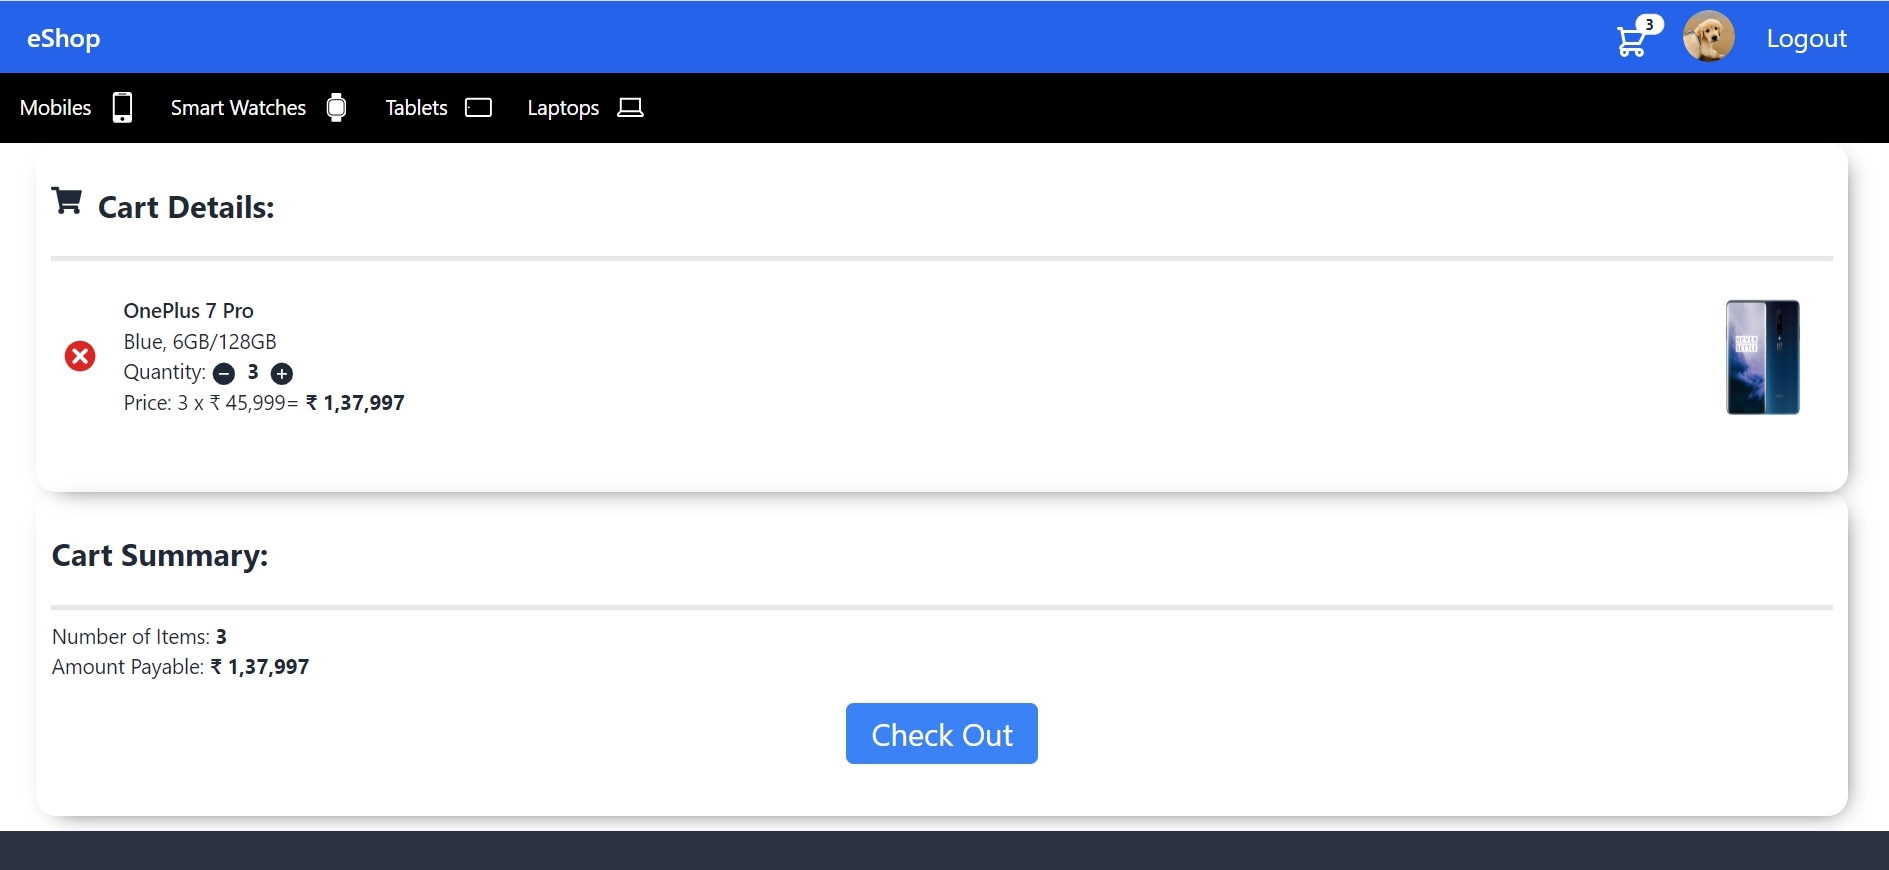 eShop
3
Logout
Mobiles
Smart Watches
Tablets
Laptops
Cart Details:
OnePlus 7 Pro
Blue, 6GB/128GB
Quantity: 3
Price: 3 x ₹ 45,999= ₹ 1,37,997
NEVER
SETTLE
Cart Summary:
Number of Items: 3
Amount Payable: ₹ 1,37,997
Check Out